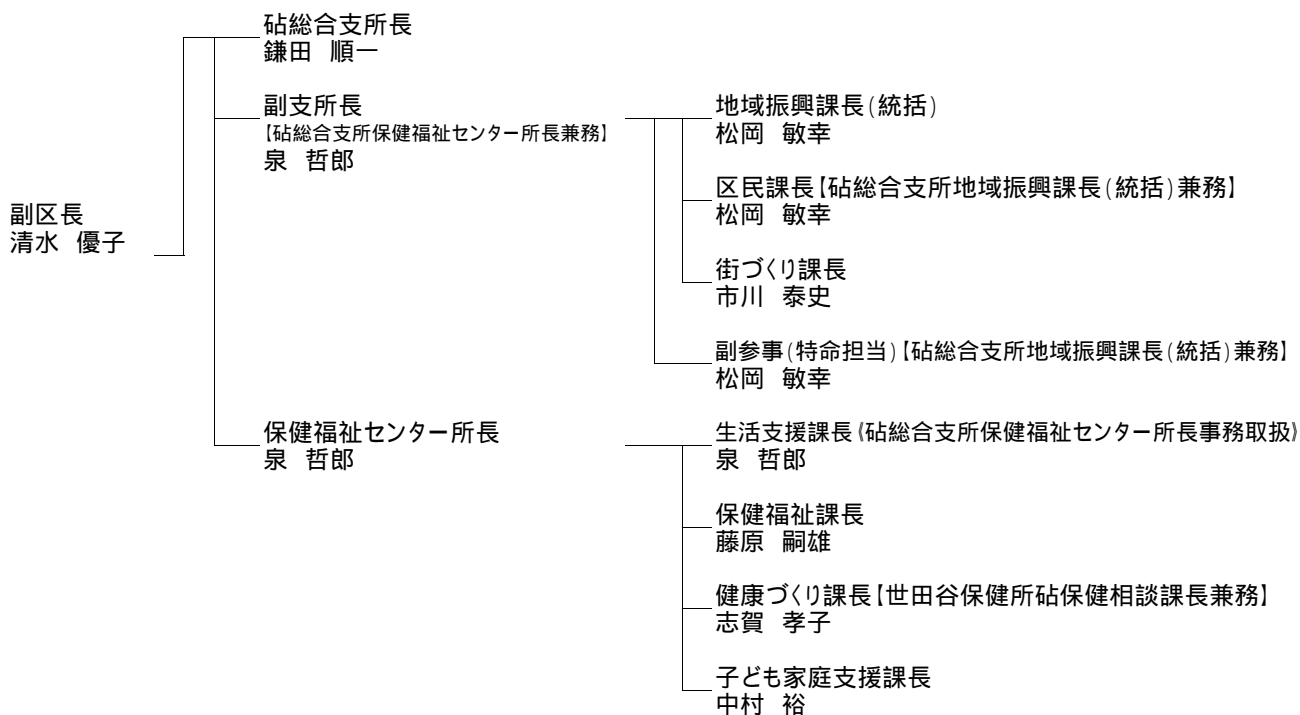 副区長
清水 優子
砧総合支所長
鎌田 順一
副支所長
【砧総合支所保健福祉センター所長兼務】
泉 哲郎
地域振興課長(統括)
松岡 敏幸
区民課長【砧総合支所地域振興課長(統括)兼務】
松岡 敏幸
街づくり課長
市川 泰史
副参事(特命担当)【砧総合支所地域振興課長(統括)兼務】
松岡 敏幸
保健福祉センター所長
泉 哲郎
生活支援課長《砧総合支所保健福祉センター所長事務取扱》
泉 哲郎
保健福祉課長
藤原 嗣雄
健康づくり課長【世田谷保健所砧保健相談課長兼務】
志賀 孝子
子ども家庭支援課長
中村 裕